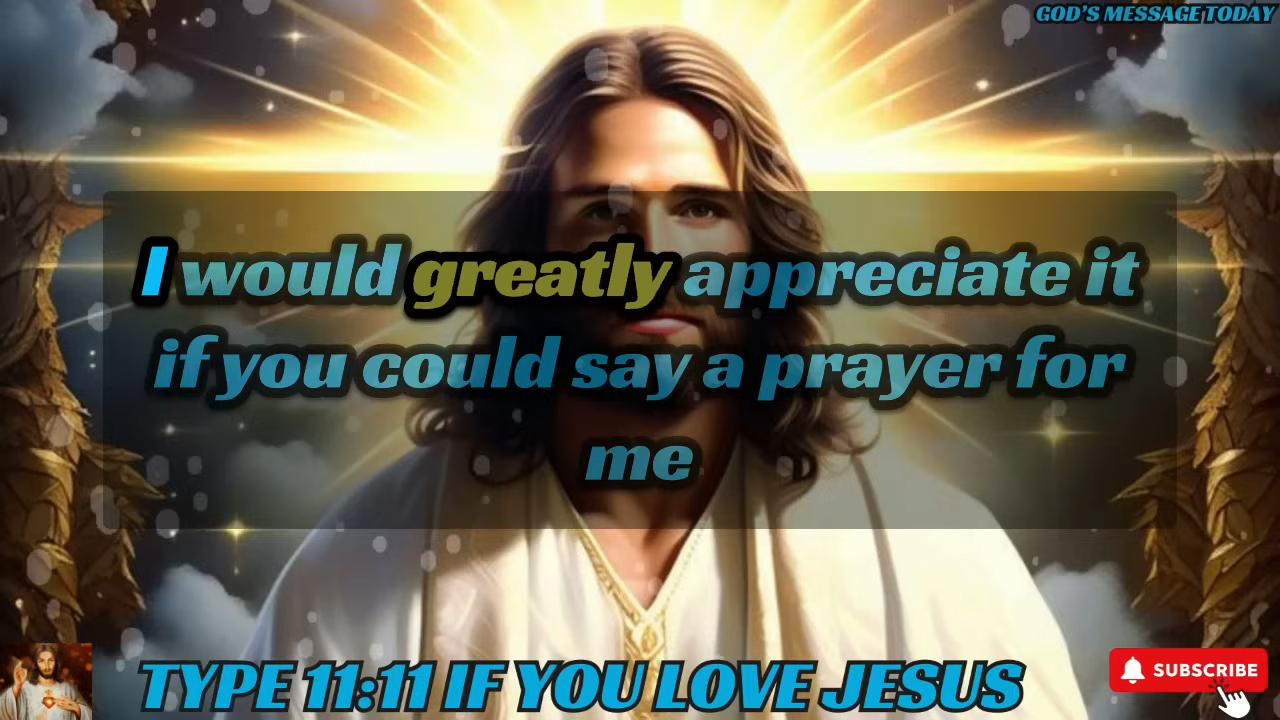 GOD'S MESSAGE TODAY
I would greatly appreciate it
if you could say a prayer for
me
TYPE 11:11 IF YOU LOVE JESUS
SUBSCRIBE